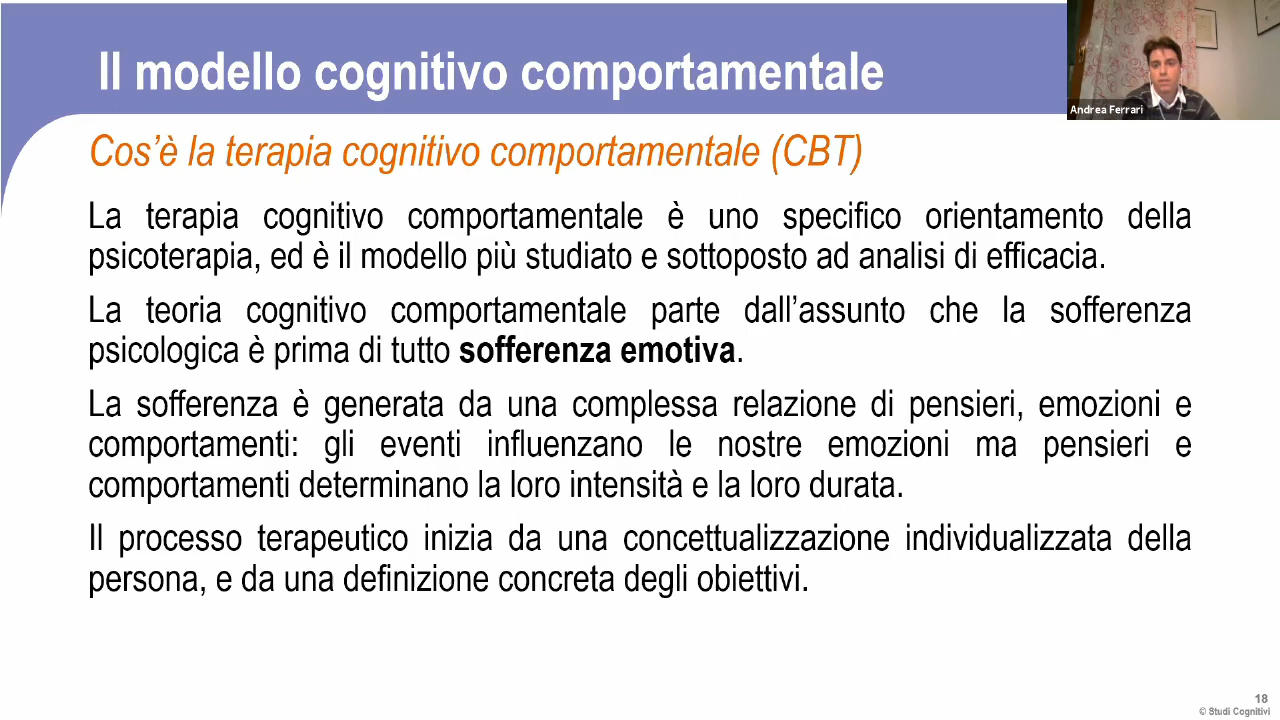 Il modello cognitivo comportamentale
Andrea Ferrari
Cos’è la terapia cognitivo comportamentale (CBT)
La terapia cognitivo comportamentale è uno specifico orientamento della
psicoterapia, ed è il modello più studiato e sottoposto ad analisi di efficacia.
La teoria cognitivo comportamentale parte dall’assunto che la sofferenza
psicologica è prima di tutto sofferenza emotiva.
La sofferenza è generata da una complessa relazione di pensieri, emozioni e
comportamenti: gli eventi influenzano le nostre emozioni ma pensieri e
comportamenti determinano la loro intensità e la loro durata.
Il processo terapeutico inizia da una concettualizzazione individualizzata della
persona, e da una definizione concreta degli obiettivi.
18
© Studi Cognitivi